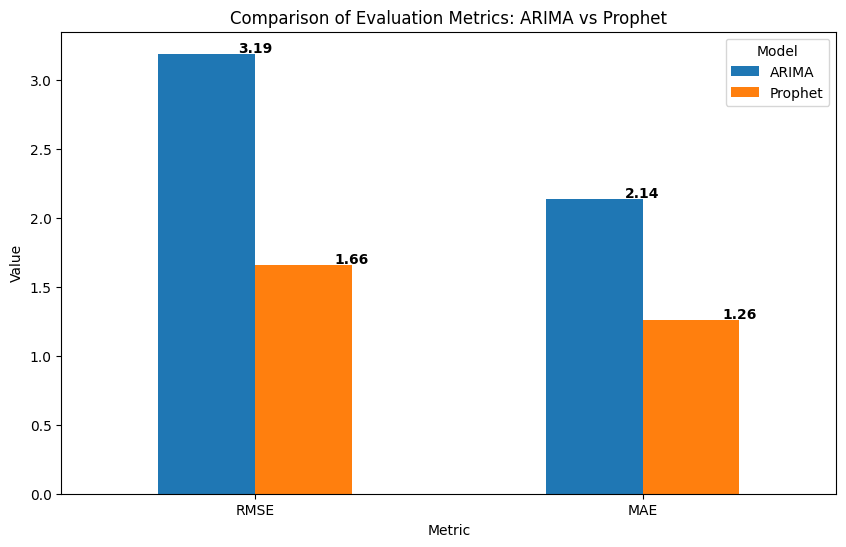 Comparison of Evaluation Metrics: ARIMA vs Prophet
Model
ARIMA
Prophet
Value
3.0
2.5
2.0
1.5
1.0
0.5
0.0
3.19
1.66
2.14
1.26
RMSE
MAE
Metric